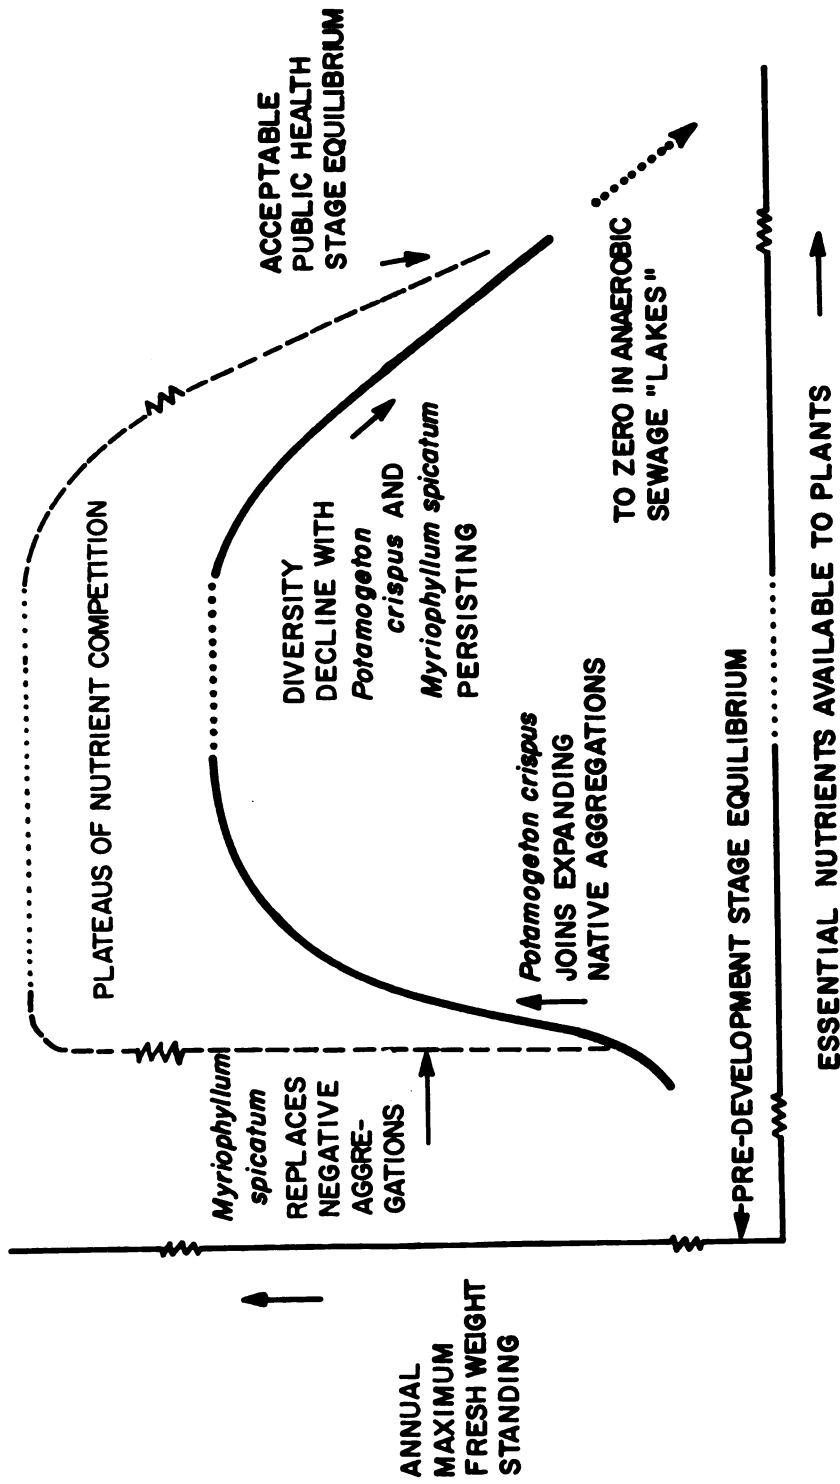 ANNUAL
MAXIMUM
FRESH WEIGHT
STANDING
Myriophyllum
spicatum
REPLACES
NEGATIVE
AGGRE-
GATIONS
PLATEAUS OF NUTRIENT COMPETITION
ACCEPTABLE
PUBLIC HEALTH
STAGE EQUILIBRIUM
DIVERSITY
DECLINE WITH
Potamogeton
crispus AND
Myriophyllum spicatum
PERSISTING
Potamogeton crispus
JOINS EXPANDING
NATIVE AGGREGATIONS
TO ZERO IN ANAEROBIC
SEWAGE "LAKES"
PRE-DEVELOPMENT STAGE EQUILIBRIUM
ESSENTIAL NUTRIENTS AVAILABLE TO PLANTS